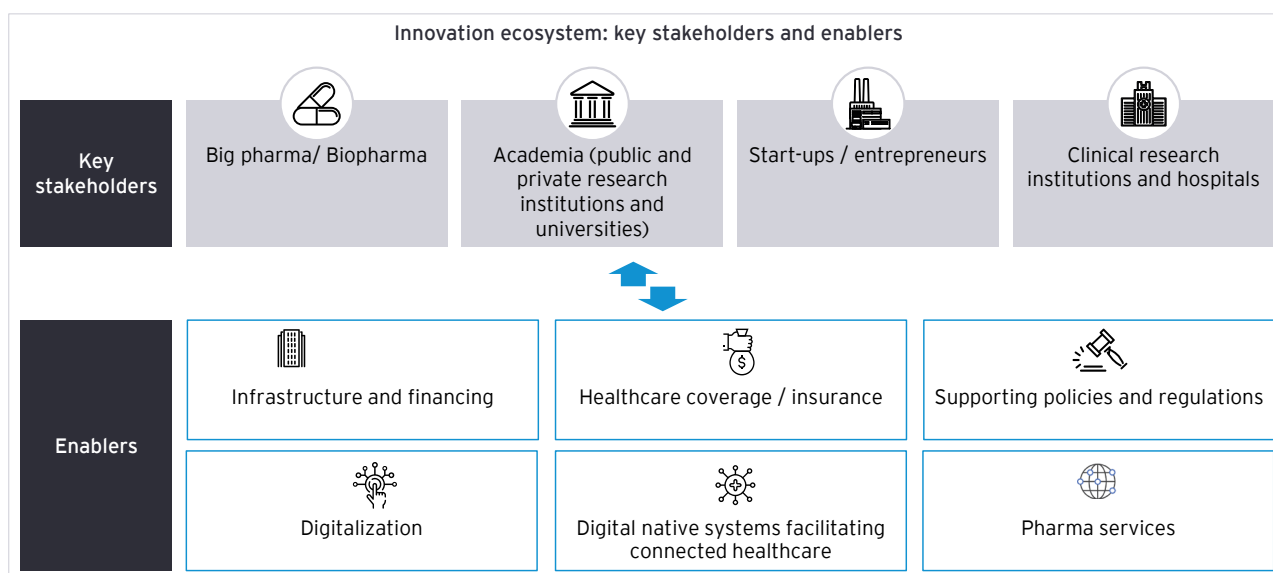 Innovation ecosystem: key stakeholders and enablers
Key
stakeholders
Big pharma/ Biopharma
Academia (public and
private research
institutions and
universities)
Start-ups / entrepreneurs
Clinical research
institutions and hospitals
Enablers
Infrastructure and financing
$
Healthcare coverage / insurance
Supporting policies and regulations
Digitalization
Digital native systems facilitating
connected healthcare
Pharma services